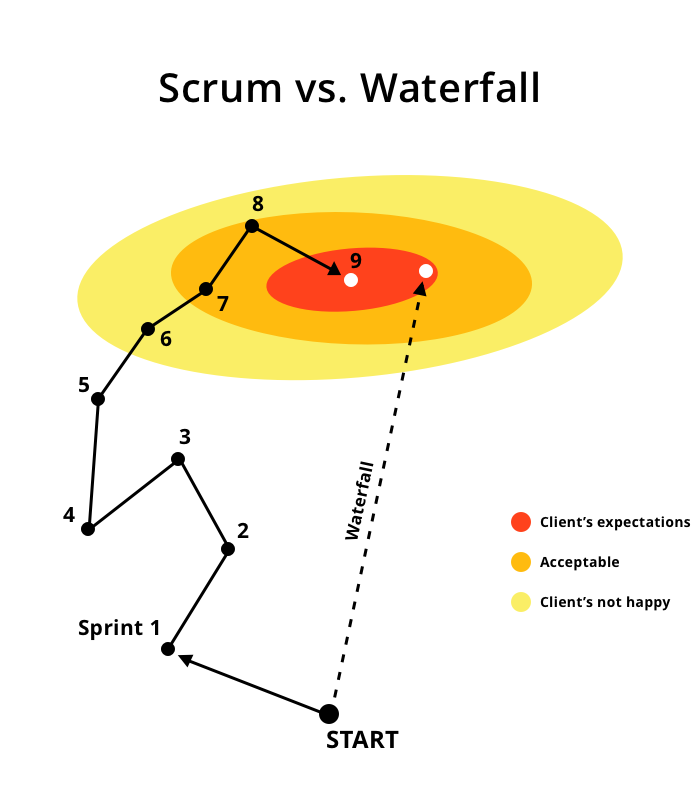 Scrum vs. Waterfall
8
9
7
6
5
3
4
2
Waterfall
Client’s expectations
Acceptable
Client’s not happy
Sprint 1
START